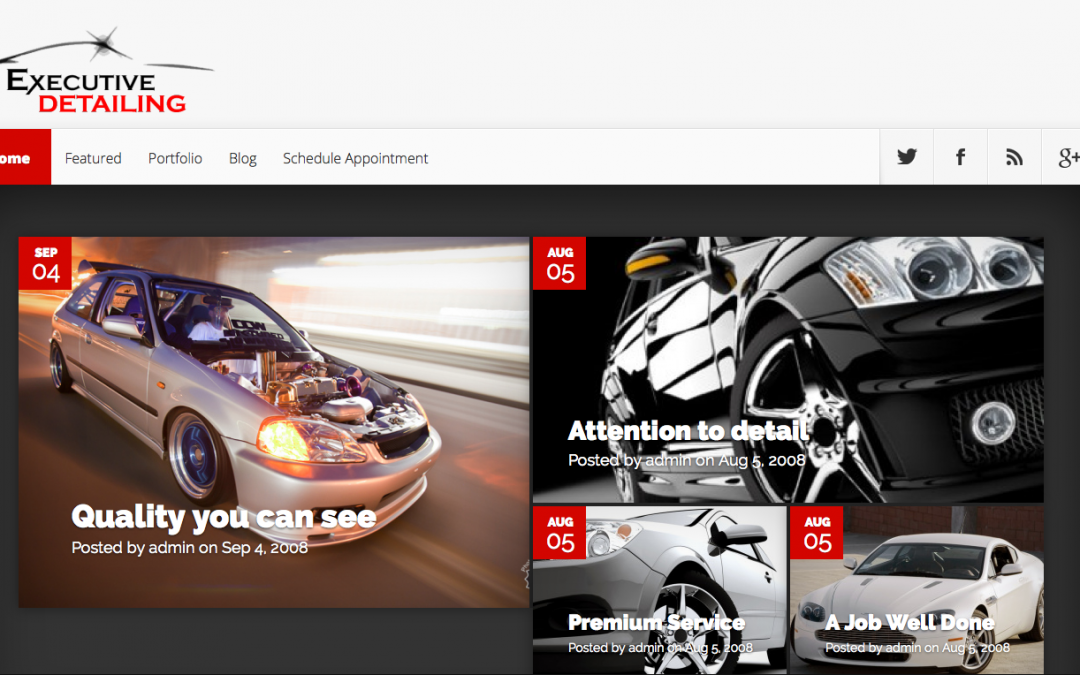 EXECUTIVE
DETAILING
ome
Featured
Portfolio
Blog
Schedule Appointment
g+
SEP
04
Quality you can see
Posted by admin on Sep 4, 2008
AUG
05
Attention to detail
Posted by admin on Aug 5, 2008
AUG
05
Premium Service
Posted by admin on Aug 5, 2008
AUG
05
A Job Well Done
Posted by admin on Aug 5, 2008